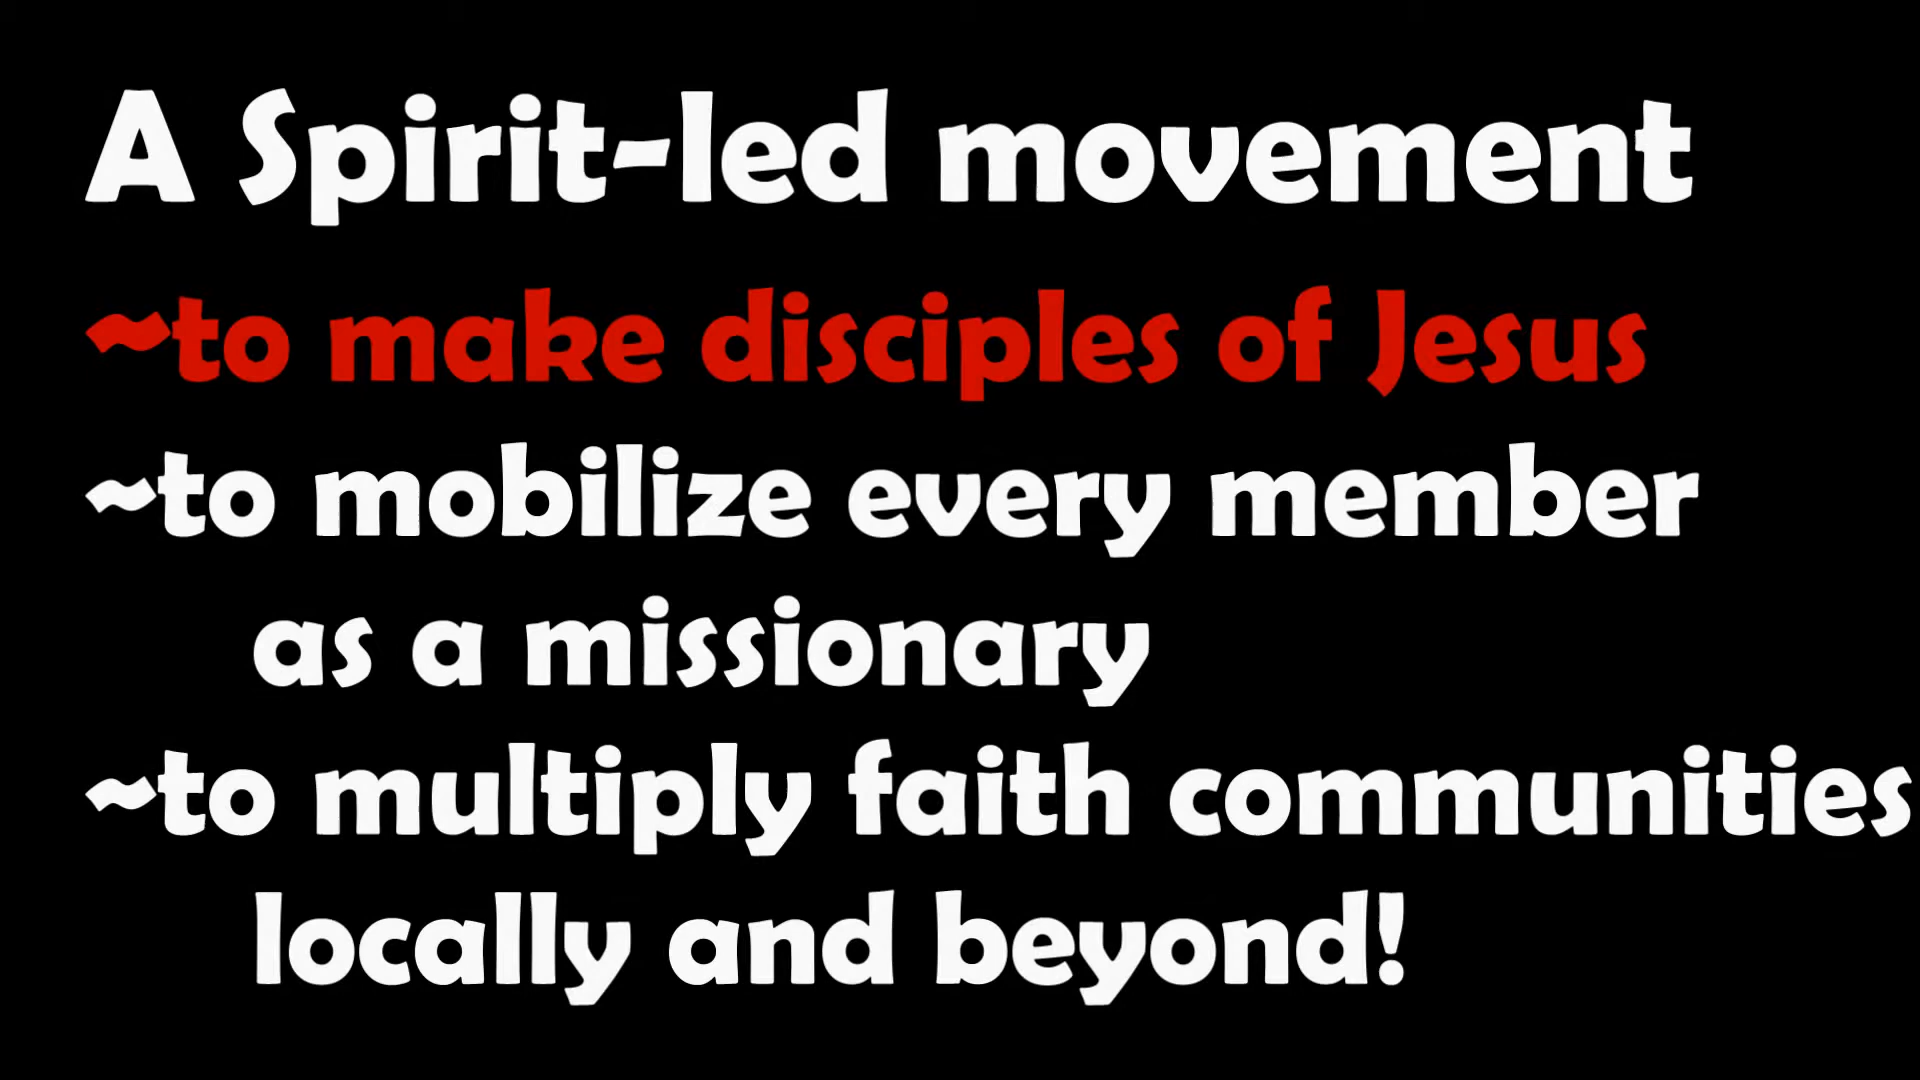 A Spirit-led movement
~to make disciples of Jesus
~to mobilize every member
as a missionary
~to multiply faith communities
locally and beyond!